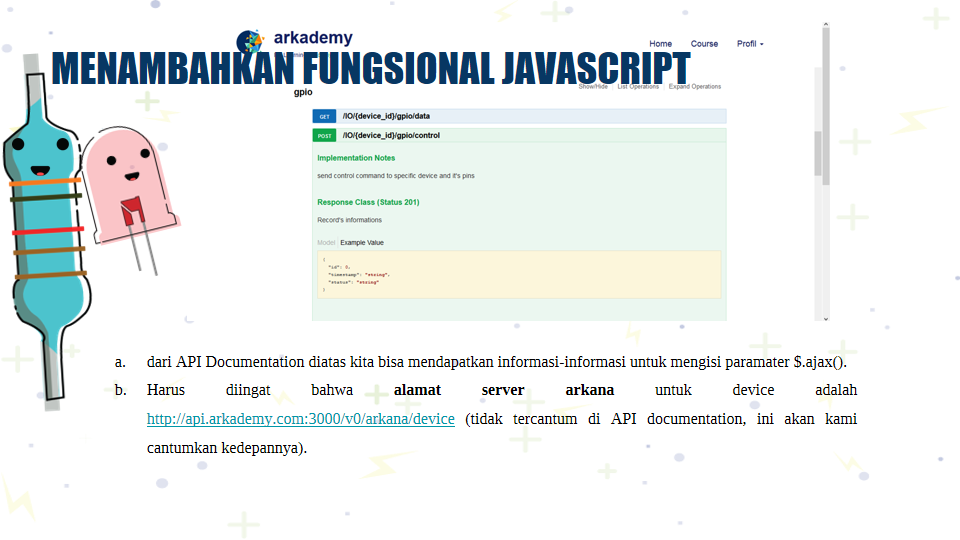 arkademy
Home Course Profil
MENAMBAHKAN FUNGSIONAL JAVASCRIPT
gpio
Show/Hide List Operations Expand Operations
GET /IO/{device_id}/gpio/data
POST /IO/{device_id}/gpio/control
Implementation Notes
send control command to specific device and it's pins
Response Class (Status 201)
Record's informations
Model Example Value
{
"id": 0,
"timestamp": "string",
"status": "string"
}
a. dari API Documentation diatas kita bisa mendapatkan informasi-informasi untuk mengisi paramater $.ajax().
b. Harus diingat bahwa alamat server arkana untuk device adalah
http://api.arkademy.com:3000/v0/arkana/device (tidak tercantum di API documentation, ini akan kami
cantumkan kedepannya).